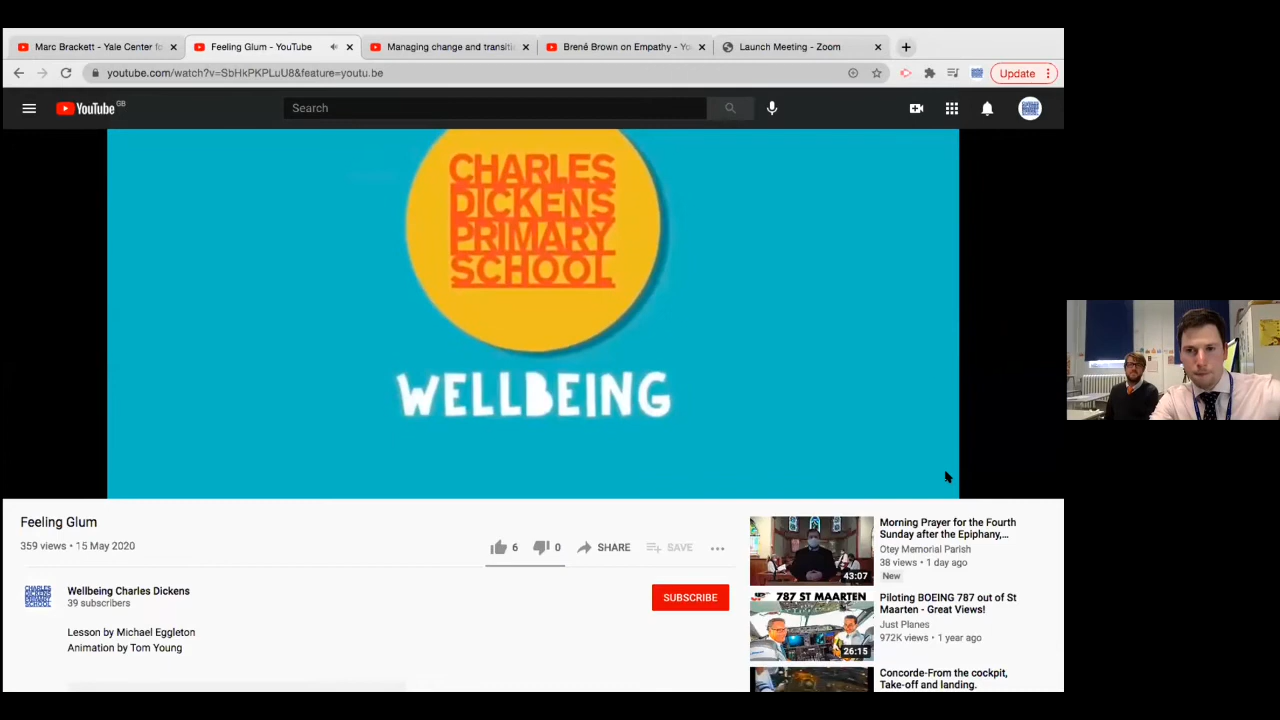 Marc Brackett - Yale Center fo
Feeling Glum - YouTube
Managing change and transiti
Brené Brown on Empathy - Yo
Launch Meeting - Zoom
youtube.com/watch?v=SbHkPKPLuU8&feature=youtu.be
Update
YouTube GB
Search
CHARLES
DICKENS
PRIMARY
SCHOOL
WELLBEING
Feeling Glum
359 views • 15 May 2020
6
0
SHARE
SAVE
CHARLES
DICKENS
PRIMARY
SCHOOL
Wellbeing Charles Dickens
39 subscribers
SUBSCRIBE
Lesson by Michael Eggleton
Animation by Tom Young
43:07
Morning Prayer for the Fourth
Sunday after the Epiphany,...
Otey Memorial Parish
38 views • 1 day ago
New
787 ST MAARTEN
26:15
Piloting BOEING 787 out of St
Maarten - Great Views!
Just Planes
972K views • 1 year ago
Concorde-From the cockpit,
Take-off and landing.